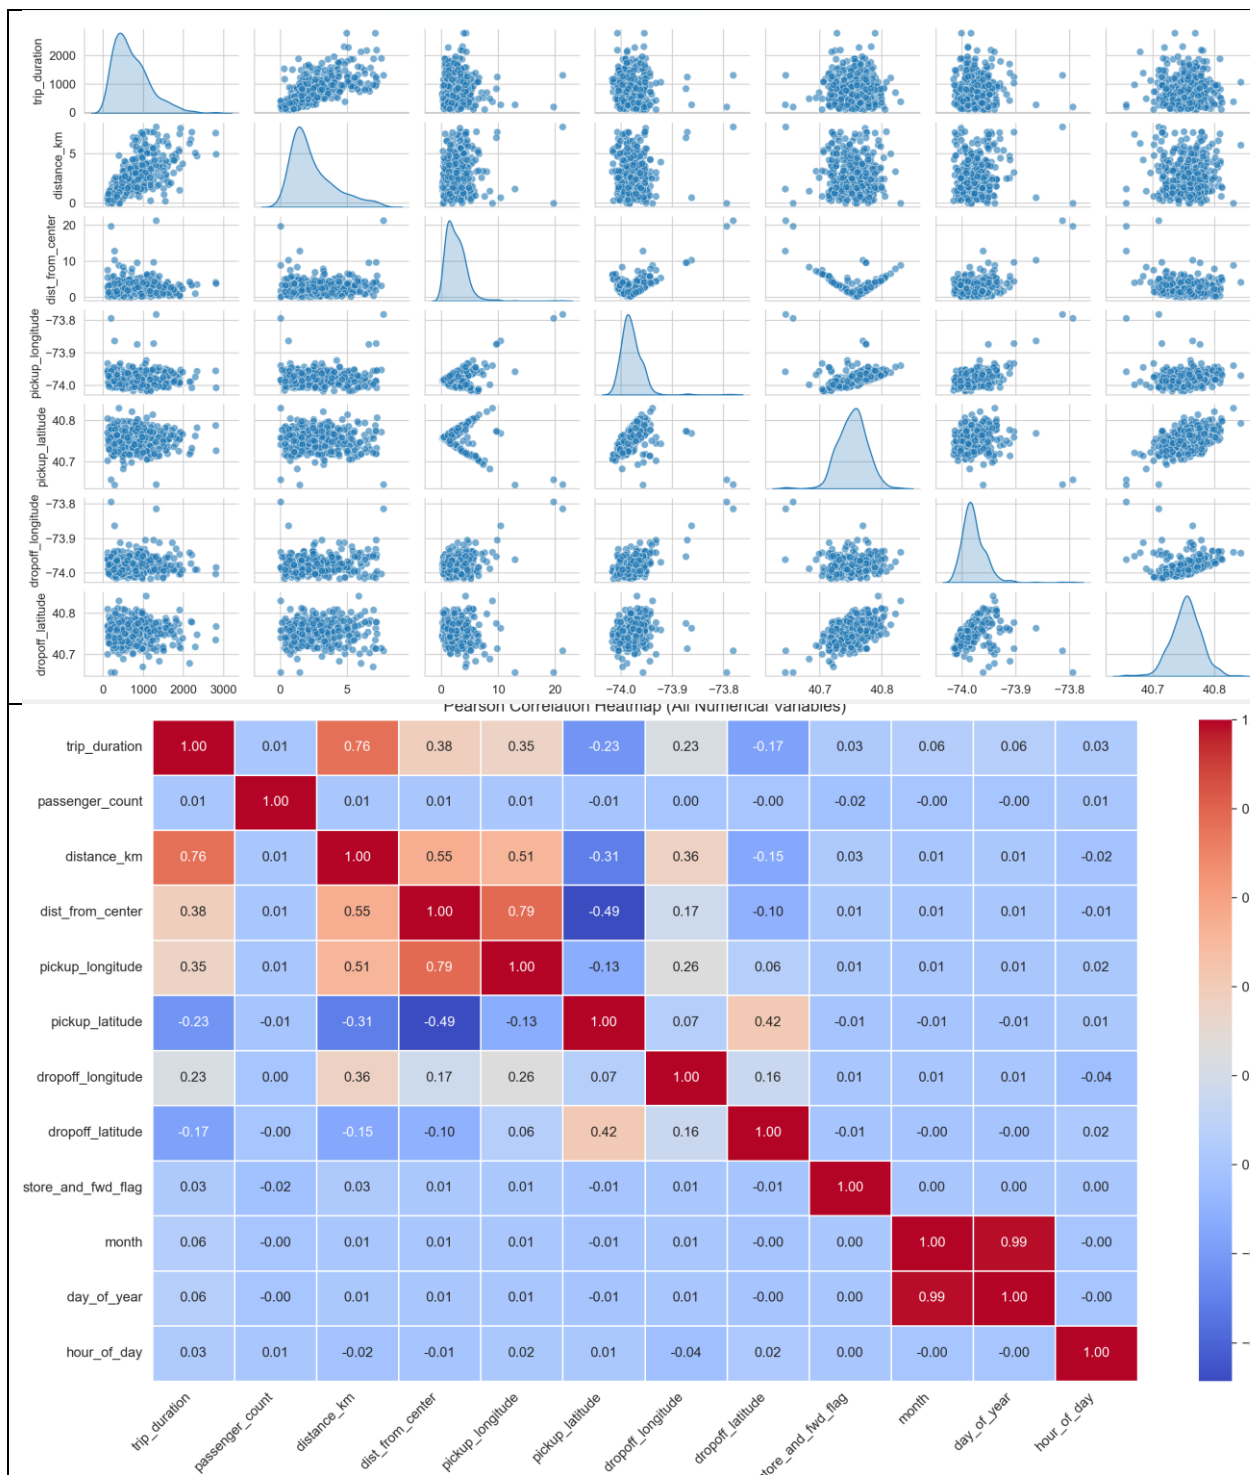 trip_duration
2000
1000
0
distance_km
5
0
dist_from_center
20
10
0
pickup_longitude
−73.8
−73.9
−74.0
pickup_latitude
40.8
40.7
dropoff_longitude
−73.8
−73.9
−74.0
dropoff_latitude
40.8
40.7
0 1000 2000 3000 0 5 0 10 20 −74.0 −73.9 −73.8 40.7 40.8 −74.0 −73.9 −73.8 40.7 40.8
Pearson Correlation Heatmap (All Numerical Variables)
trip_duration 1.00 0.01 0.76 0.38 0.35 -0.23 0.23 -0.17 0.03 0.06 0.06 0.03
passenger_count 0.01 1.00 0.01 0.01 0.01 -0.01 0.00 -0.00 -0.02 -0.00 -0.00 0.01
distance_km 0.76 0.01 1.00 0.55 0.51 -0.31 0.36 -0.15 0.03 0.01 0.01 -0.02
dist_from_center 0.38 0.01 0.55 1.00 0.79 -0.49 0.17 -0.10 0.01 0.01 0.01 -0.01
pickup_longitude 0.35 0.01 0.51 0.79 1.00 -0.13 0.26 0.06 0.01 0.01 0.01 0.02
pickup_latitude -0.23 -0.01 -0.31 -0.49 -0.13 1.00 0.07 0.42 -0.01 -0.01 -0.01 0.01
dropoff_longitude 0.23 0.00 0.36 0.17 0.26 0.07 1.00 0.16 0.01 0.01 0.01 -0.04
dropoff_latitude -0.17 -0.00 -0.15 -0.10 0.06 0.42 0.16 1.00 -0.01 -0.00 -0.00 0.02
store_and_fwd_flag 0.03 -0.02 0.03 0.01 0.01 -0.01 0.01 -0.01 1.00 0.00 0.00 0.00
month 0.06 -0.00 0.01 0.01 0.01 -0.01 0.01 -0.00 0.00 1.00 0.99 -0.00
day_of_year 0.06 -0.00 0.01 0.01 0.01 -0.01 0.01 -0.00 0.00 0.99 1.00 -0.00
hour_of_day 0.03 0.01 -0.02 -0.01 0.02 0.01 -0.04 0.02 0.00 -0.00 -0.00 1.00
trip_duration passenger_count distance_km dist_from_center pickup_longitude pickup_latitude dropoff_longitude dropoff_latitude store_and_fwd_flag month day_of_year hour_of_day